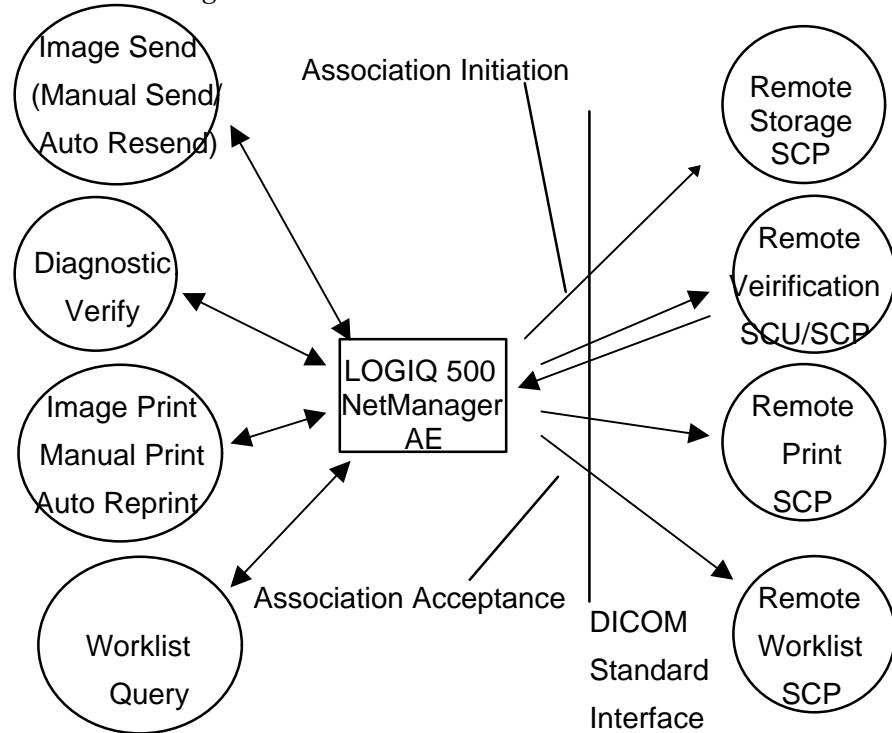 Image Send
(Manual Send/
Auto Resend)
Association Initiation
Remote
Storage
SCP
Diagnostic
Verify
Remote
Veirification
SCU/SCP
LOGIQ 500
NetManager
AE
Image Print
Manual Print
Auto Reprint
Remote
Print
SCP
Association Acceptance
DICOM
Standard
Interface
Worklist
Query
Remote
Worklist
SCP